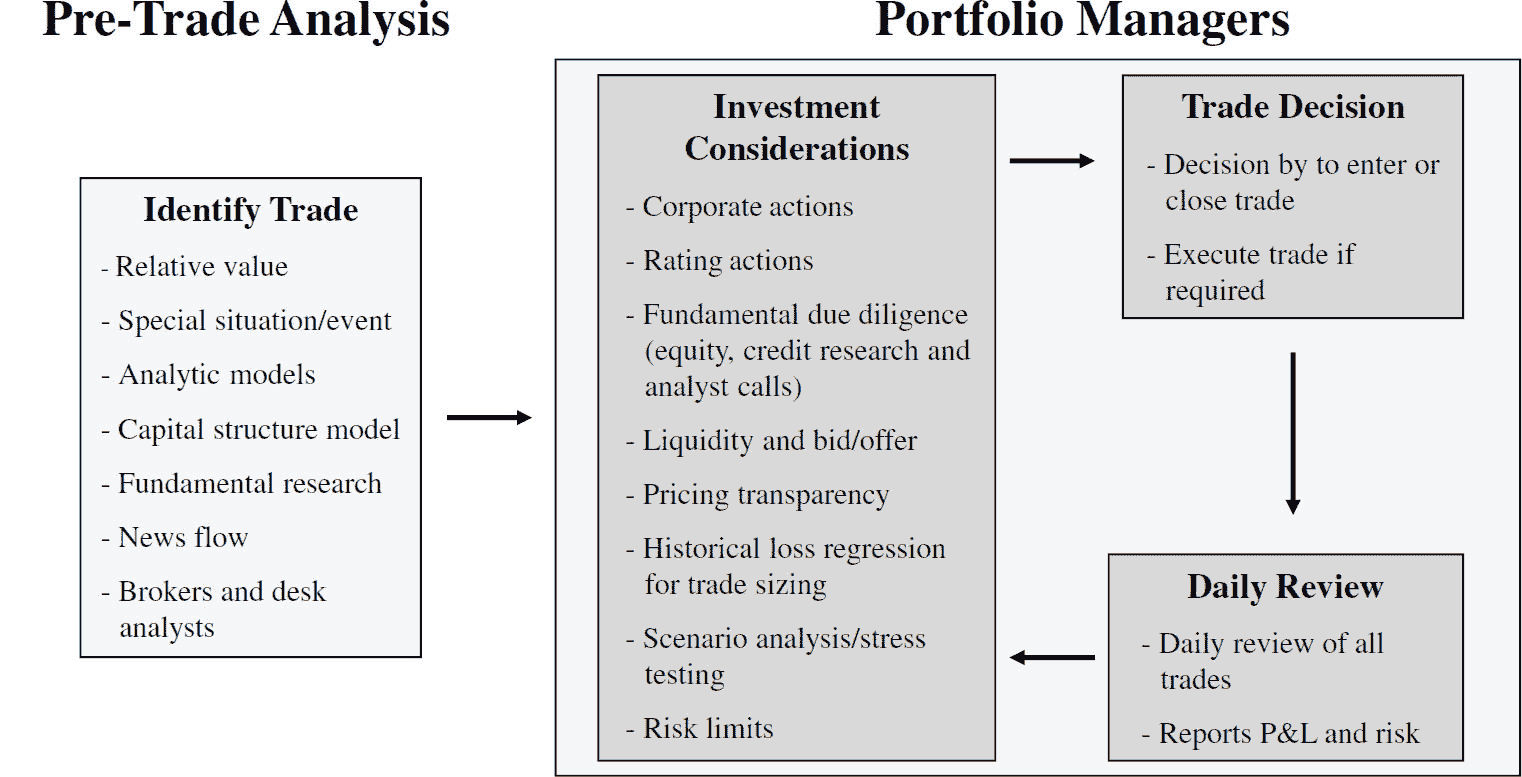 Pre-Trade Analysis
Portfolio Managers
Identify Trade
- Relative value
- Special situation/event
- Analytic models
- Capital structure model
- Fundamental research
- News flow
- Brokers and desk
analysts
Investment
Considerations
- Corporate actions
- Rating actions
- Fundamental due diligence
(equity, credit research and
analyst calls)
- Liquidity and bid/offer
- Pricing transparency
- Historical loss regression
for trade sizing
- Scenario analysis/stress
testing
- Risk limits
Trade Decision
- Decision by to enter or
close trade
- Execute trade if
required
Daily Review
- Daily review of all
trades
- Reports P&L and risk